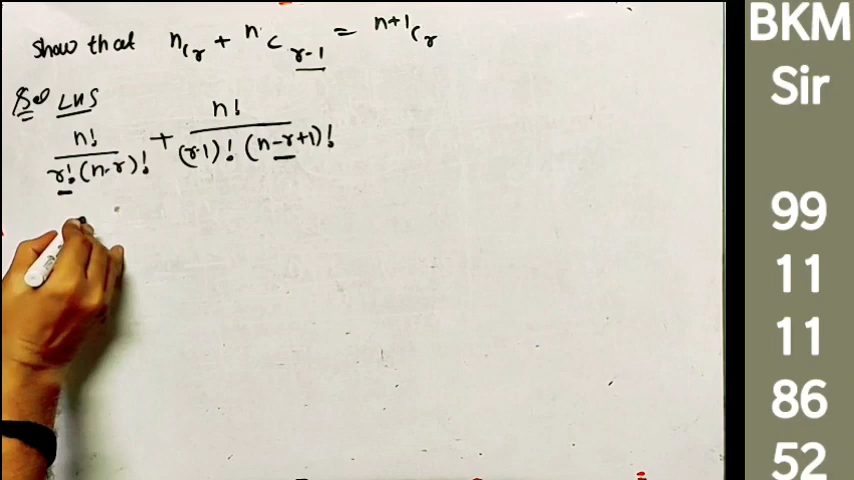 Show that nCr + nCr-1 = n+1Cr
Sol LHS
n!/r!(n-r)! + n!/(r-1)!(n-r+1)!
BKM
Sir
99
11
11
86
52